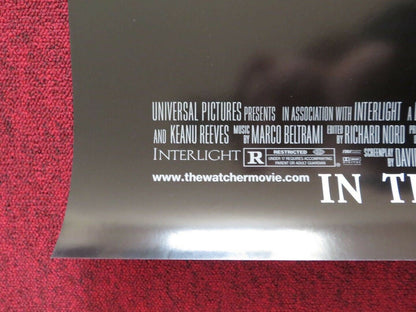 UNIVERSAL PICTURES PRESENTS IN ASSOCIATION WITH INTERLIGHT A
AND KEANU REEVES MUSIC BY MARCO BELTRAMI EDITED BY RICHARD NORD
INTERLIGHT R RESTRICTED UNDER 17 REQUIRES ACCOMPANYING PARENT OR ADULT GUARDIAN SCREENPLAY BY DAVID
www.thewatchermovie.com IN T